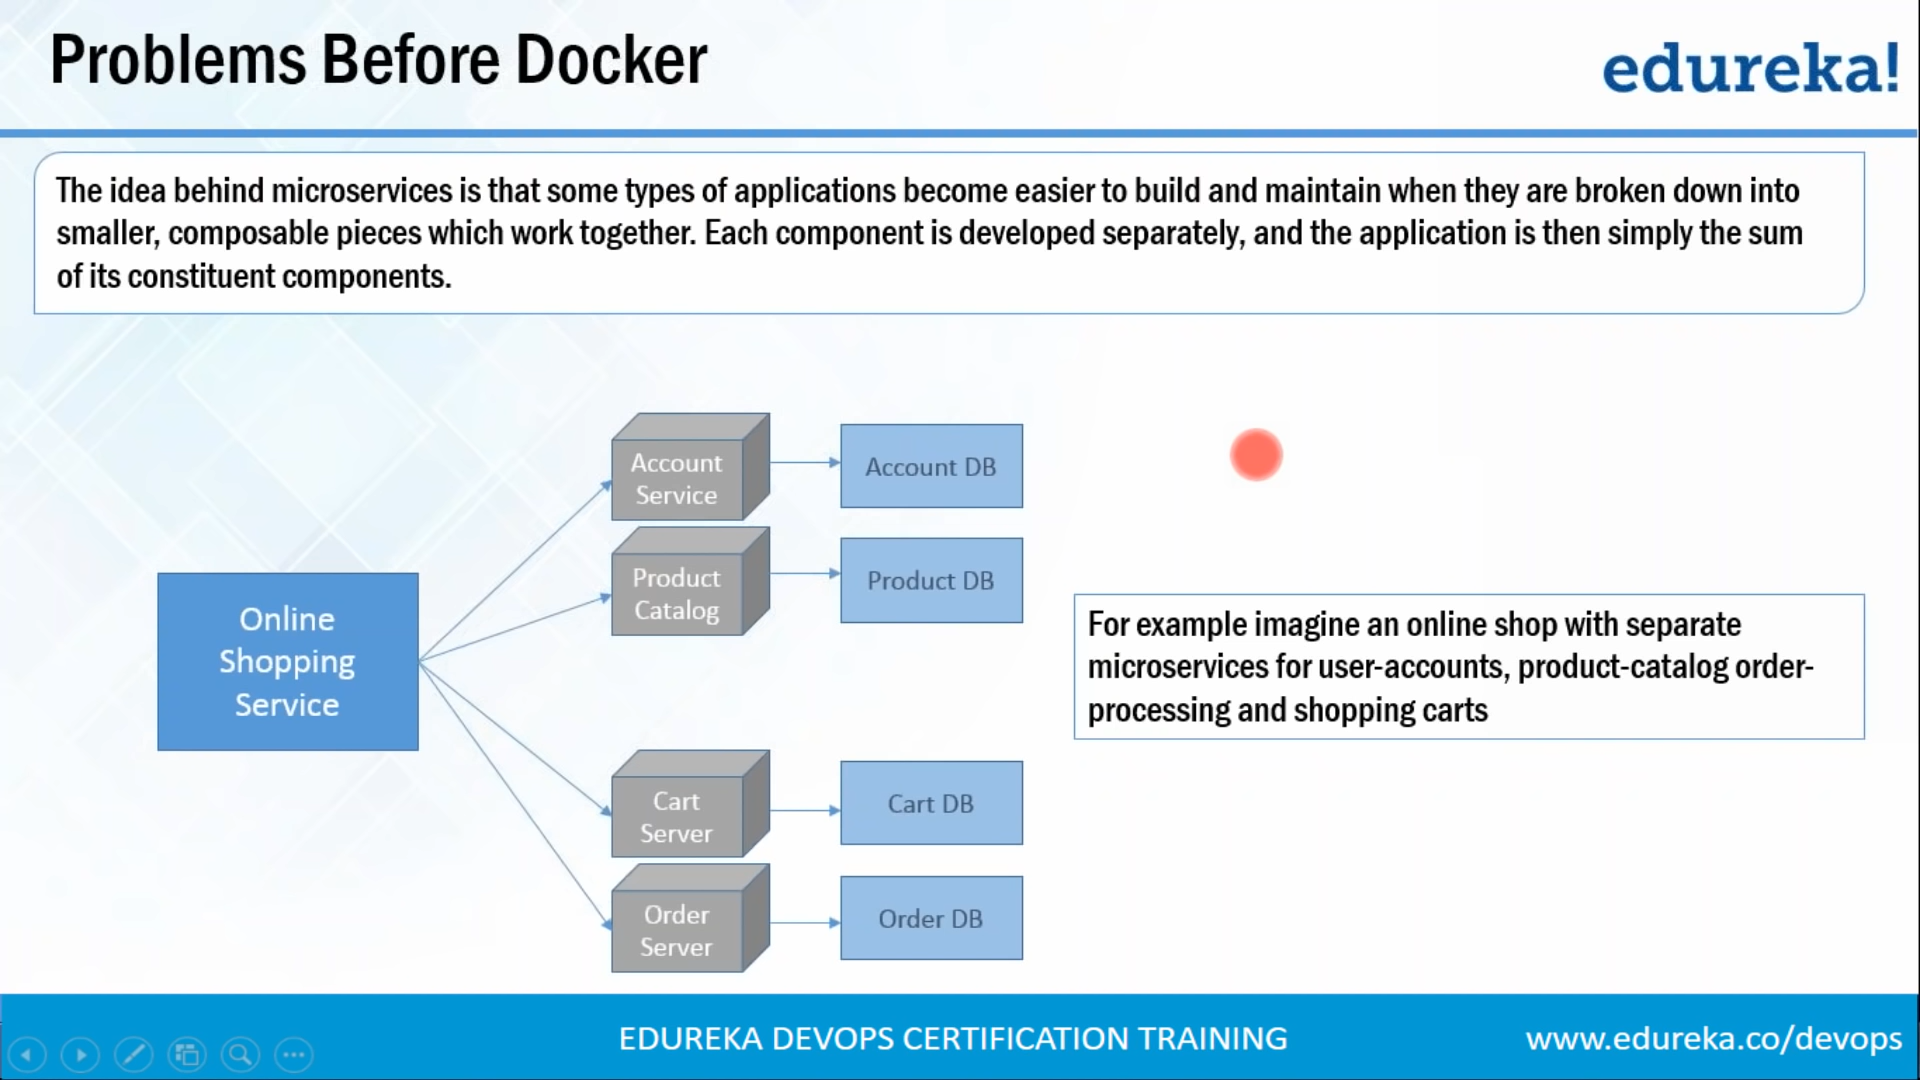 Problems Before Docker
edureka!
The idea behind microservices is that some types of applications become easier to build and maintain when they are broken down into
smaller, composable pieces which work together. Each component is developed separately, and the application is then simply the sum
of its constituent components.
Account
Service
Account DB
Product
Catalog
Product DB
Online
Shopping
Service
For example imagine an online shop with separate
microservices for user-accounts, product-catalog order-
processing and shopping carts
Cart
Server
Cart DB
Order
Server
Order DB
EDUREKA DEVOPS CERTIFICATION TRAINING
www.edureka.co/devops